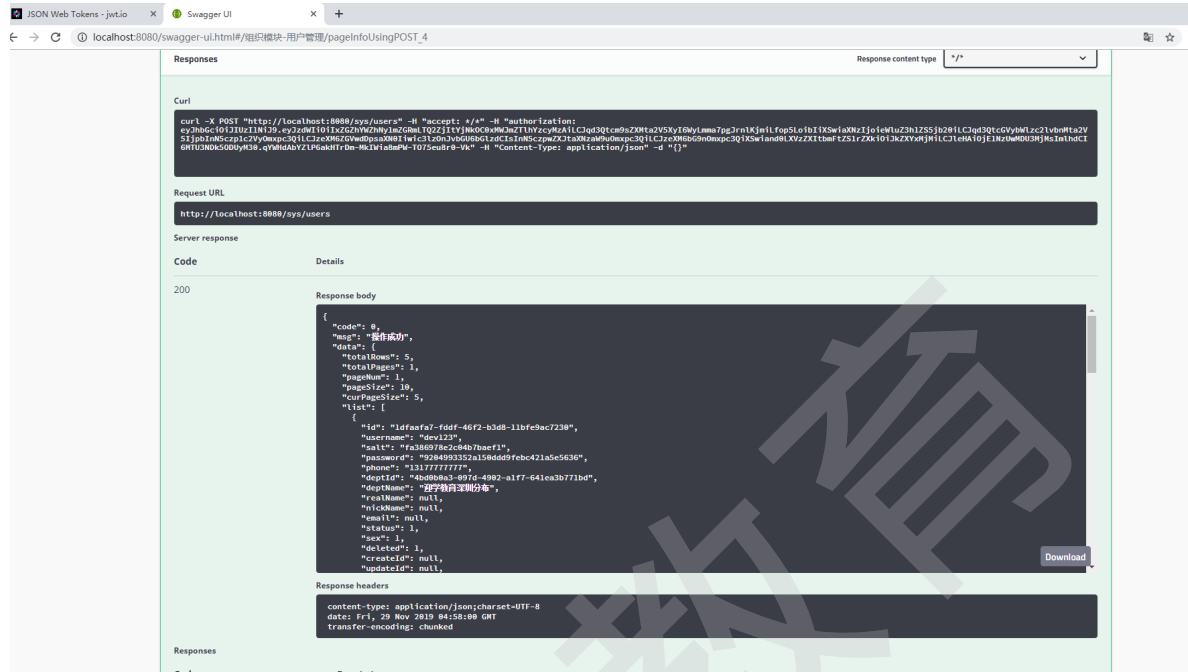 JSON Web Tokens - jwt.io
Swagger UI
localhost:8080/swagger-ui.html#/组织模块-用户管理/pageInfoUsingPOST_4
Responses
Response content type
*/*
Curl
curl -X POST "http://localhost:8080/sys/users" -H "accept: */*" -H "authorization:
-H "Content-Type: application/json" -d "{}"
Request URL
http://localhost:8080/sys/users
Server response
Code
Details
200
Response body
{
"code": 0,
"msg": "操作成功",
"data": {
"totalRows": 5,
"totalPages": 1,
"pageNum": 1,
"pageSize": 10,
"curPageSize": 5,
"list": [
{
"id": "1dfaafa7-fddf-46f2-b3d8-11bfe9ac7230",
"username": "dev123",
"salt": "fa386978e2c04b7baef1",
"password": "9204993352a150ddd9febc421a5e5636",
"phone": "13177777777",
"deptId": "4bd0b0a3-097d-4902-a1f7-641ea3b771bd",
"deptName": "迎学教育深圳分布",
"realName": null,
"nickName": null,
"email": null,
"status": 1,
"sex": 1,
"deleted": 1,
"createId": null,
"updateId": null,
Download
Response headers
content-type: application/json;charset=UTF-8
date: Fri, 29 Nov 2019 04:58:00 GMT
transfer-encoding: chunked
Responses
教育